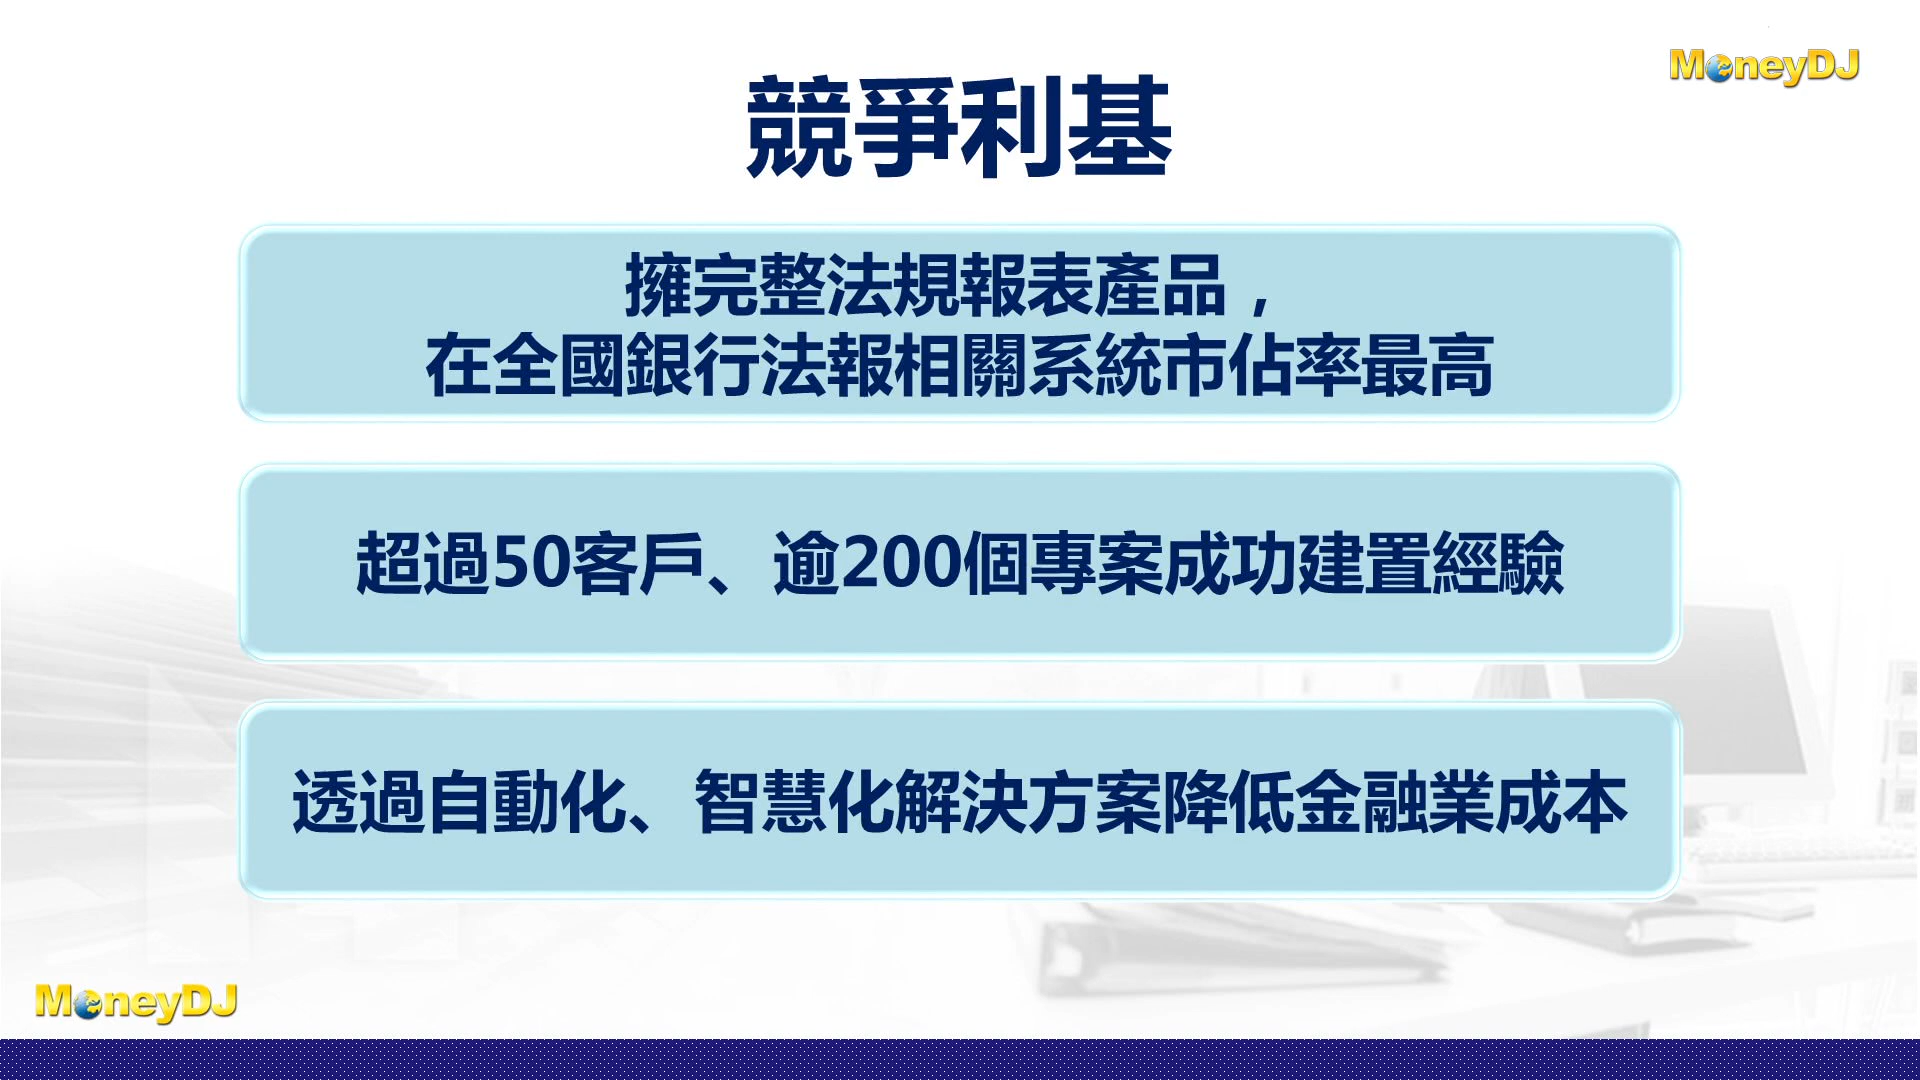 MoneyDJ
競爭利基
擁完整法規報表產品，
在全國銀行法報相關系統市佔率最高
超過50客戶、逾200個專案成功建置經驗
透過自動化、智慧化解決方案降低金融業成本
MoneyDJ